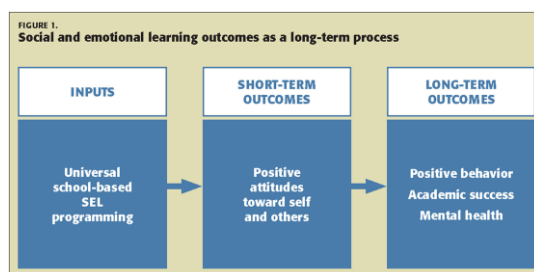 FIGURE 1.
Social and emotional learning outcomes as a long-term process
INPUTS
Universal
school-based
SEL
programming
SHORT-TERM
OUTCOMES
Positive
attitudes
toward self
and others
LONG-TERM
OUTCOMES
Positive behavior
Academic success
Mental health